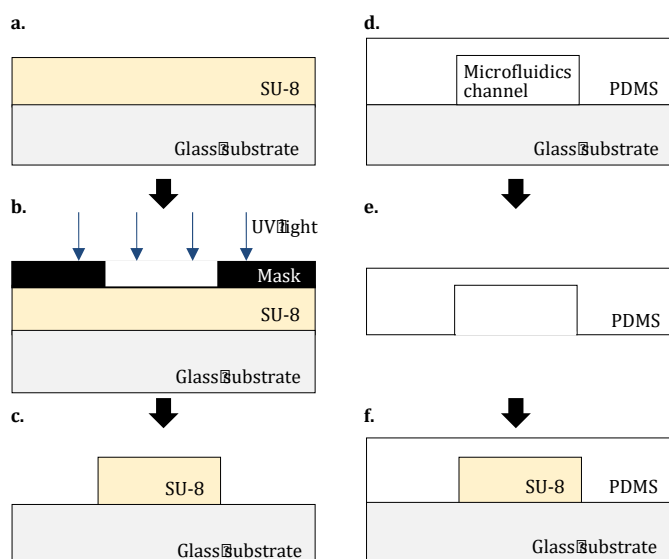 a.
SU-8
Glass substrate
b.
UV light
Mask
SU-8
Glass substrate
c.
SU-8
Glass substrate
d.
Microfluidics
channel
PDMS
Glass substrate
e.
PDMS
f.
SU-8
PDMS
Glass substrate